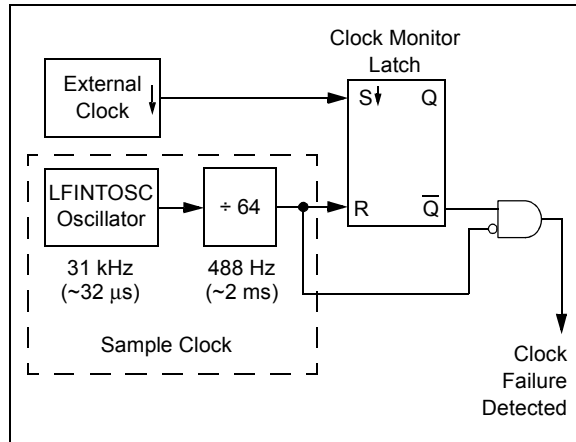 Clock Monitor
Latch
External
Clock
S
Q
LFINTOSC
Oscillator
÷ 64
R
Q̅
31 kHz
(~32 μs)
488 Hz
(~2 ms)
Sample Clock
Clock
Failure
Detected